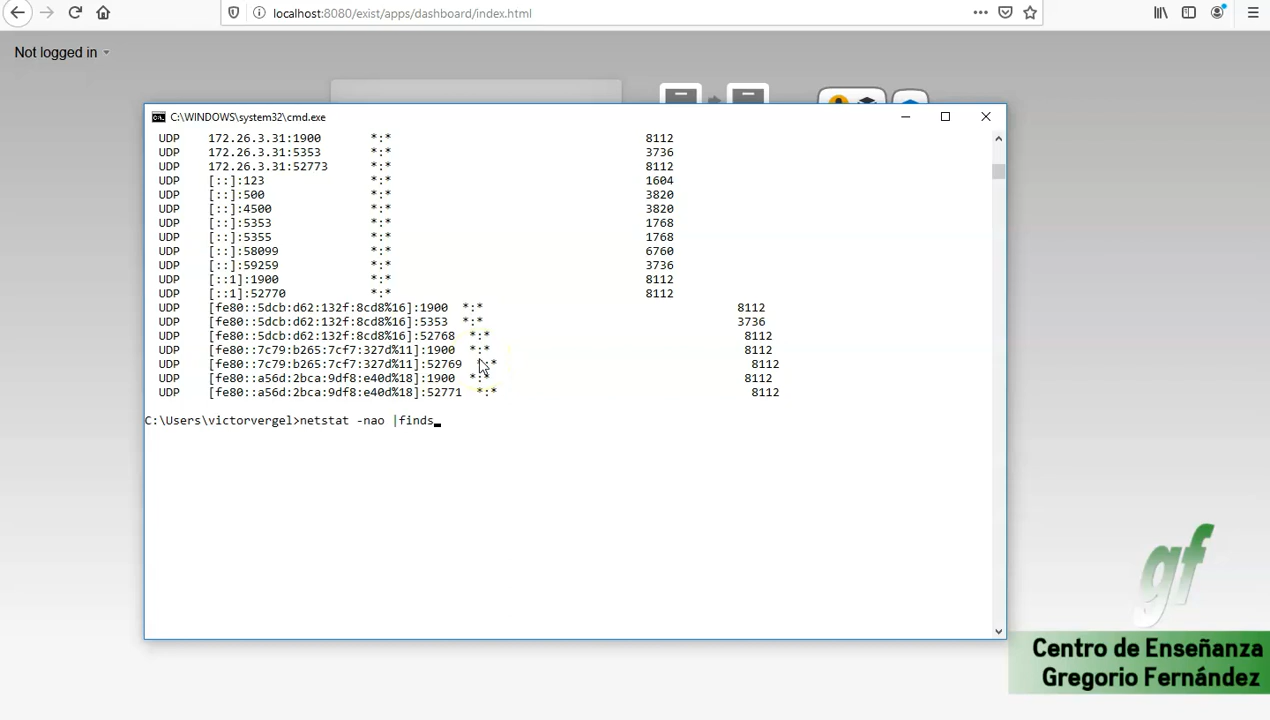 localhost:8080/exist/apps/dashboard/index.html
Not logged in
C:\WINDOWS\system32\cmd.exe
UDP 172.26.3.31:1900 *:* 8112
UDP 172.26.3.31:5353 *:* 3736
UDP 172.26.3.31:52773 *:* 8112
UDP [::]:123 *:* 1604
UDP [::]:500 *:* 3820
UDP [::]:4500 *:* 3820
UDP [::]:5353 *:* 1768
UDP [::]:5355 *:* 1768
UDP [::]:58099 *:* 6760
UDP [::]:59259 *:* 3736
UDP [::1]:1900 *:* 8112
UDP [::1]:52770 *:* 8112
UDP [fe80::5dcb:d62:132f:8cd8%16]:1900 *:* 8112
UDP [fe80::5dcb:d62:132f:8cd8%16]:5353 *:* 3736
UDP [fe80::5dcb:d62:132f:8cd8%16]:52768 *:* 8112
UDP [fe80::7c79:b265:7cf7:327d%11]:1900 *:* 8112
UDP [fe80::7c79:b265:7cf7:327d%11]:52769 *:* 8112
UDP [fe80::a56d:2bca:9df8:e40d%18]:1900 *:* 8112
UDP [fe80::a56d:2bca:9df8:e40d%18]:52771 *:* 8112
C:\Users\victorvergel>netstat -nao |finds
gf
Centro de Enseñanza
Gregorio Fernández